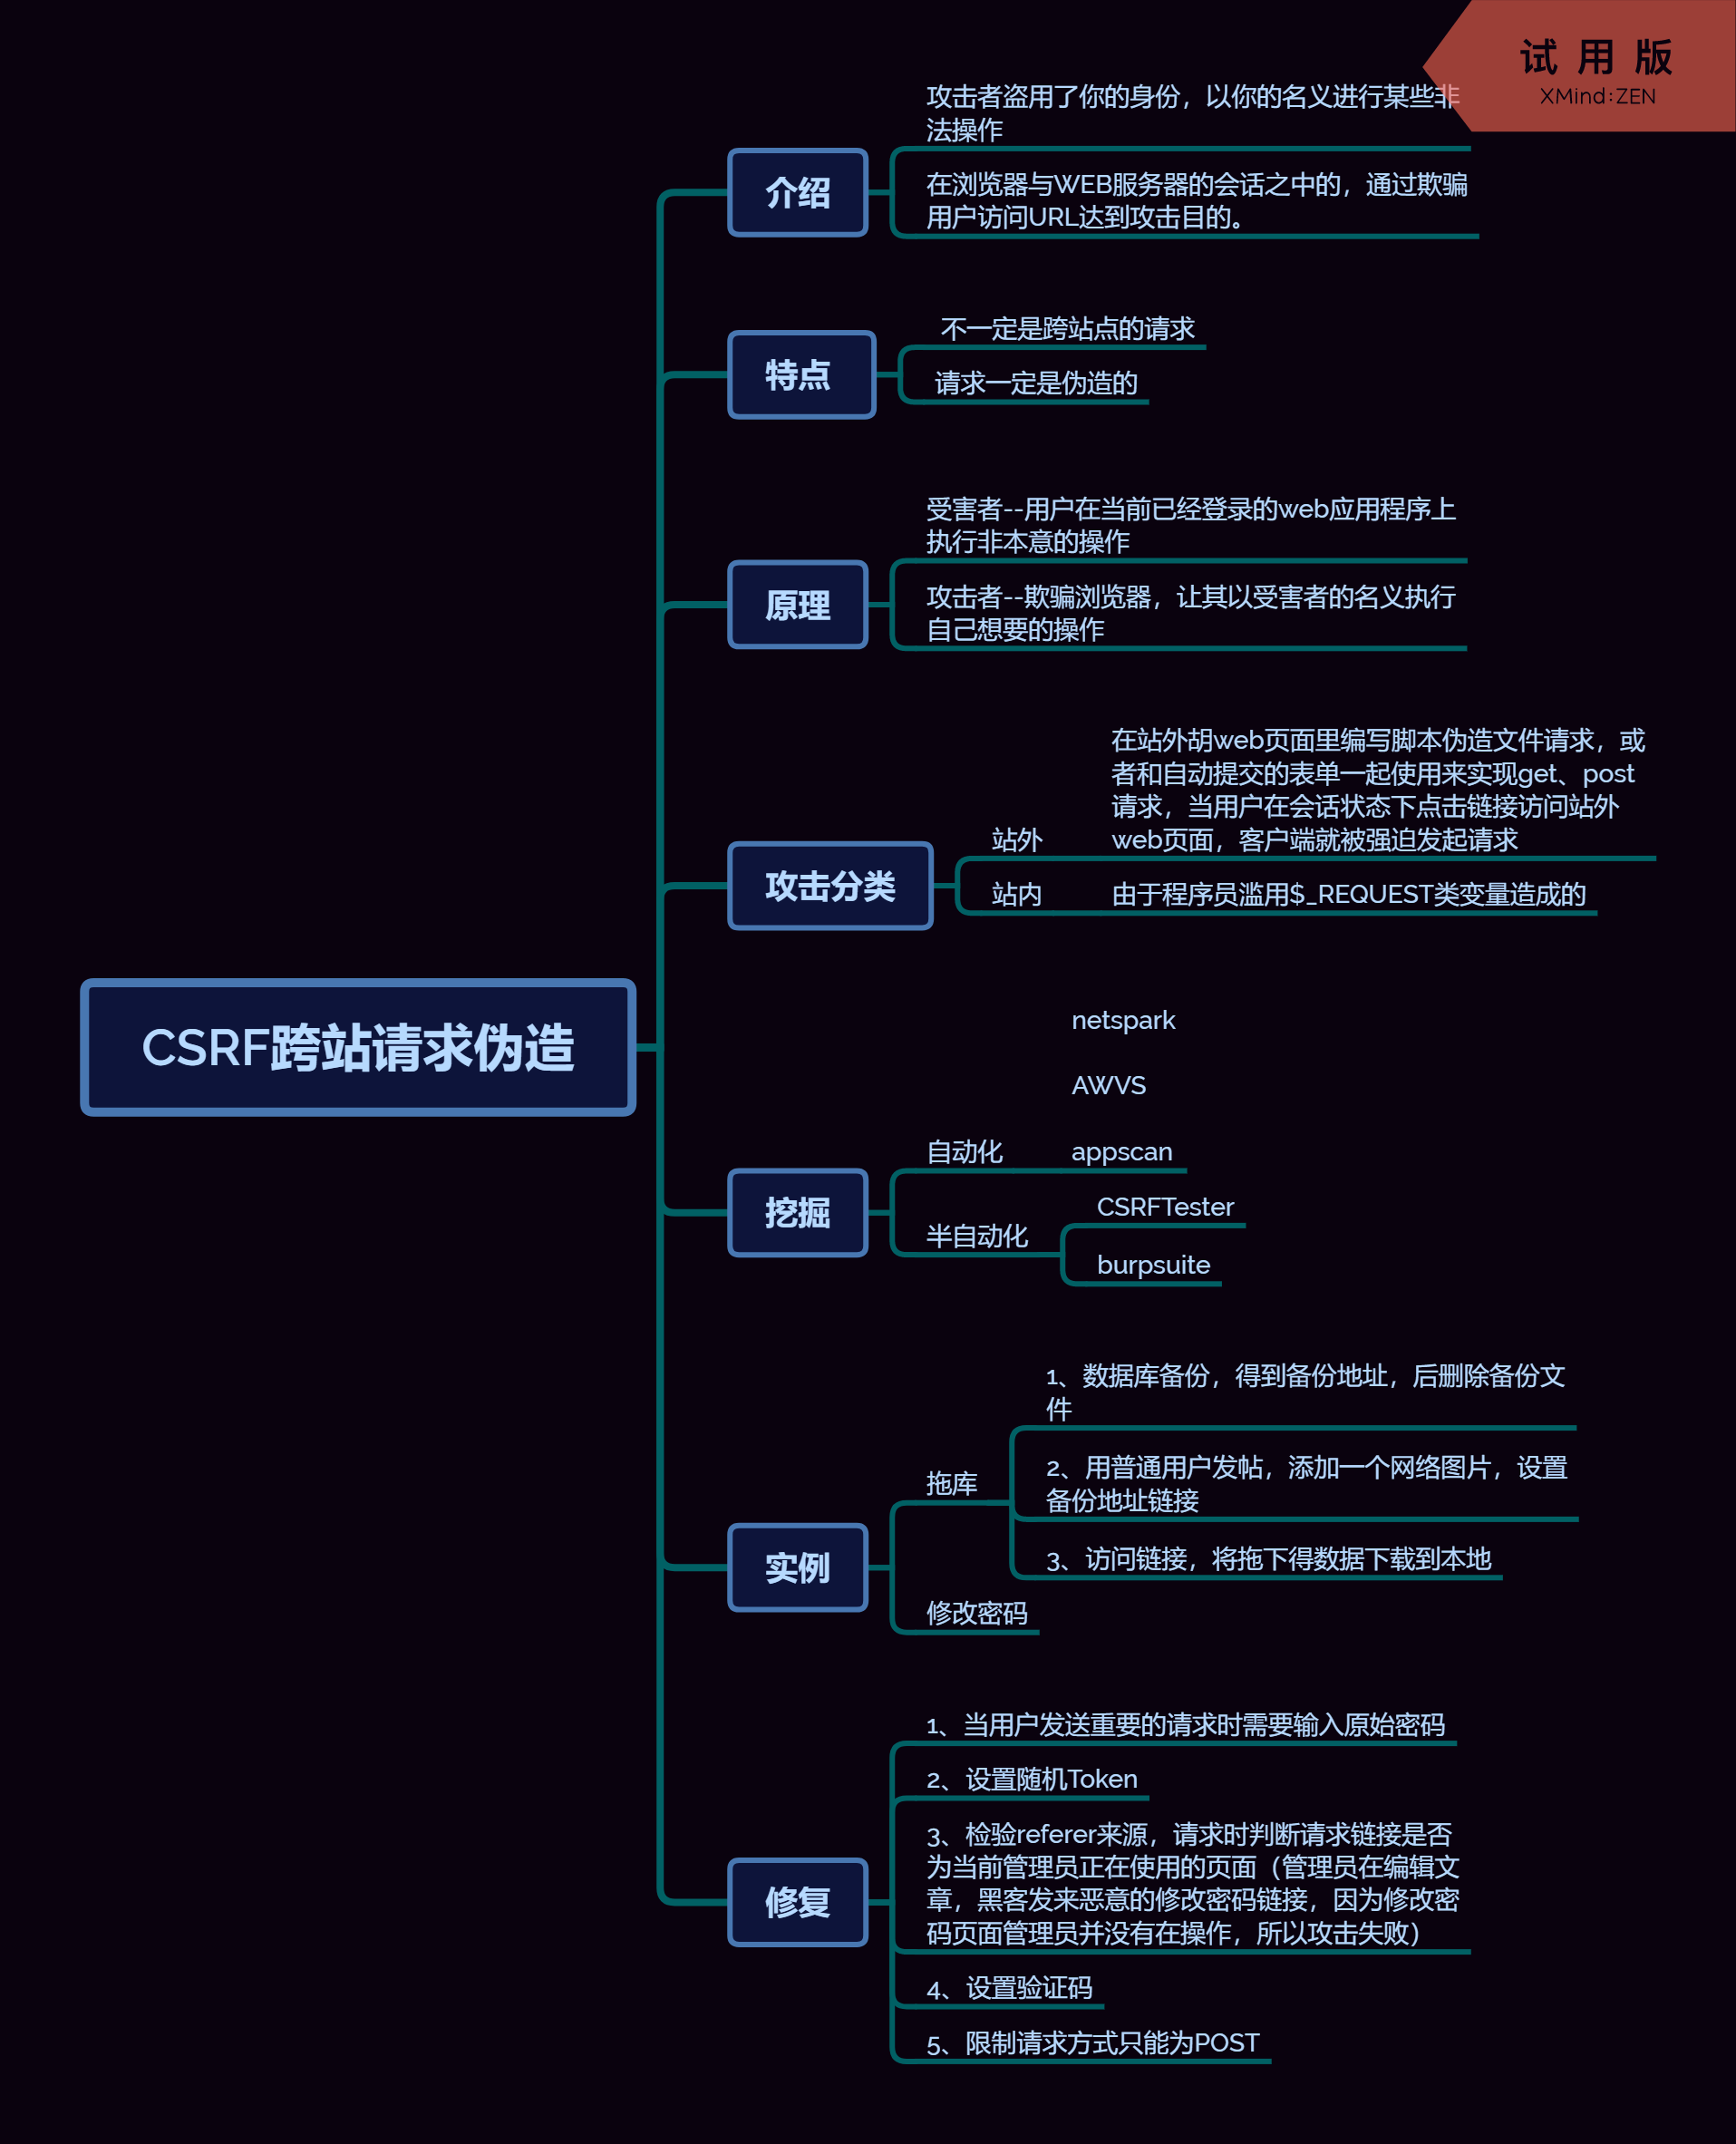 试用版
XMind:ZEN
攻击者盗用了你的身份，以你的名义进行某些非
法操作
介绍
在浏览器与WEB服务器的会话之中的，通过欺骗
用户访问URL达到攻击目的。
不一定是跨站点的请求
特点
请求一定是伪造的
受害者--用户在当前已经登录的web应用程序上
执行非本意的操作
原理
攻击者--欺骗浏览器，让其以受害者的名义执行
自己想要的操作
在站外胡web页面里编写脚本伪造文件请求，或
者和自动提交的表单一起使用来实现get、post
请求，当用户在会话状态下点击链接访问站外
站外 web页面，客户端就被强迫发起请求
攻击分类
站内 由于程序员滥用$_REQUEST类变量造成的
CSRF跨站请求伪造
netspark
AWVS
自动化 appscan
挖掘
CSRFTester
半自动化
burpsuite
1、数据库备份，得到备份地址，后删除备份文
件
2、用普通用户发帖，添加一个网络图片，设置
备份地址链接
拖库
3、访问链接，将拖下得数据下载到本地
实例
修改密码
1、当用户发送重要的请求时需要输入原始密码
2、设置随机Token
3、检验referer来源，请求时判断请求链接是否
为当前管理员正在使用的页面（管理员在编辑文
章，黑客发来恶意的修改密码链接，因为修改密
码页面管理员并没有在操作，所以攻击失败）
修复
4、设置验证码
5、限制请求方式只能为POST